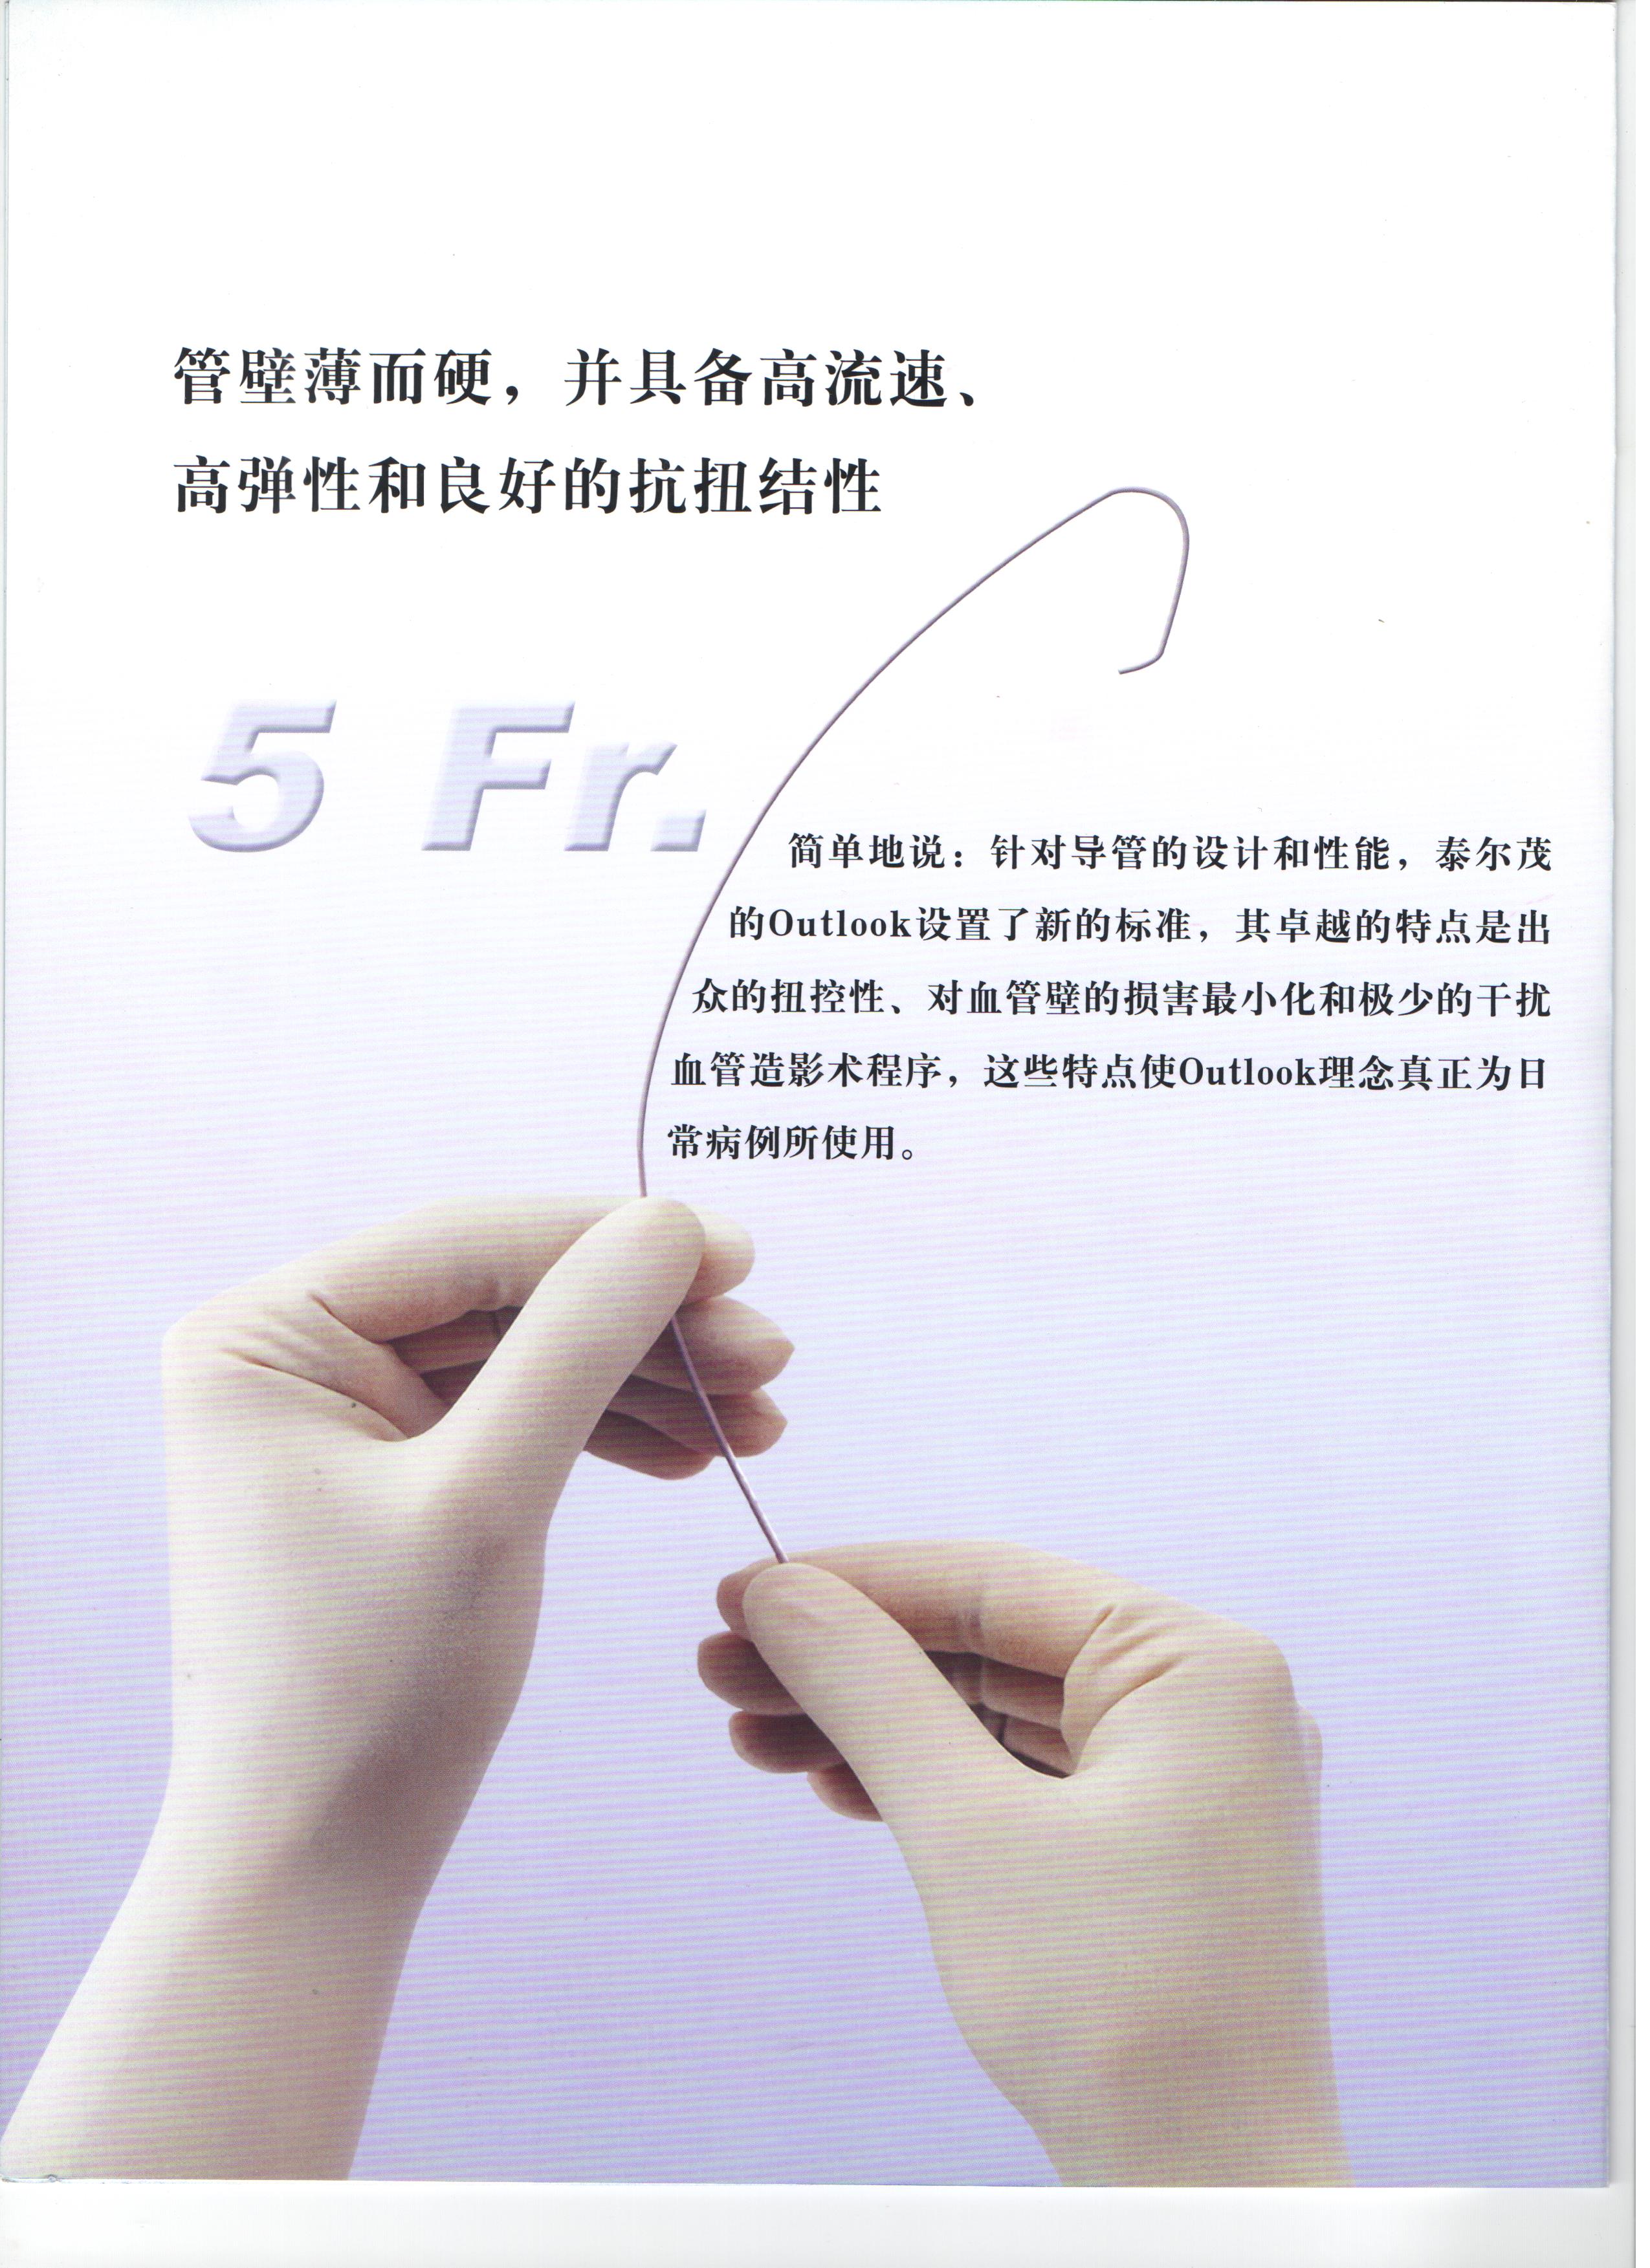 管壁薄而硬，并具备高流速、
高弹性和良好的抗扭结性
5 Fr.
简单地说：针对导管的设计和性能，泰尔茂
的Outlook设置了新的标准，其卓越的特点是出
众的扭控性、对血管壁的损害最小化和极少的干扰
血管造影术程序，这些特点使Outlook理念真正为日
常病例所使用。